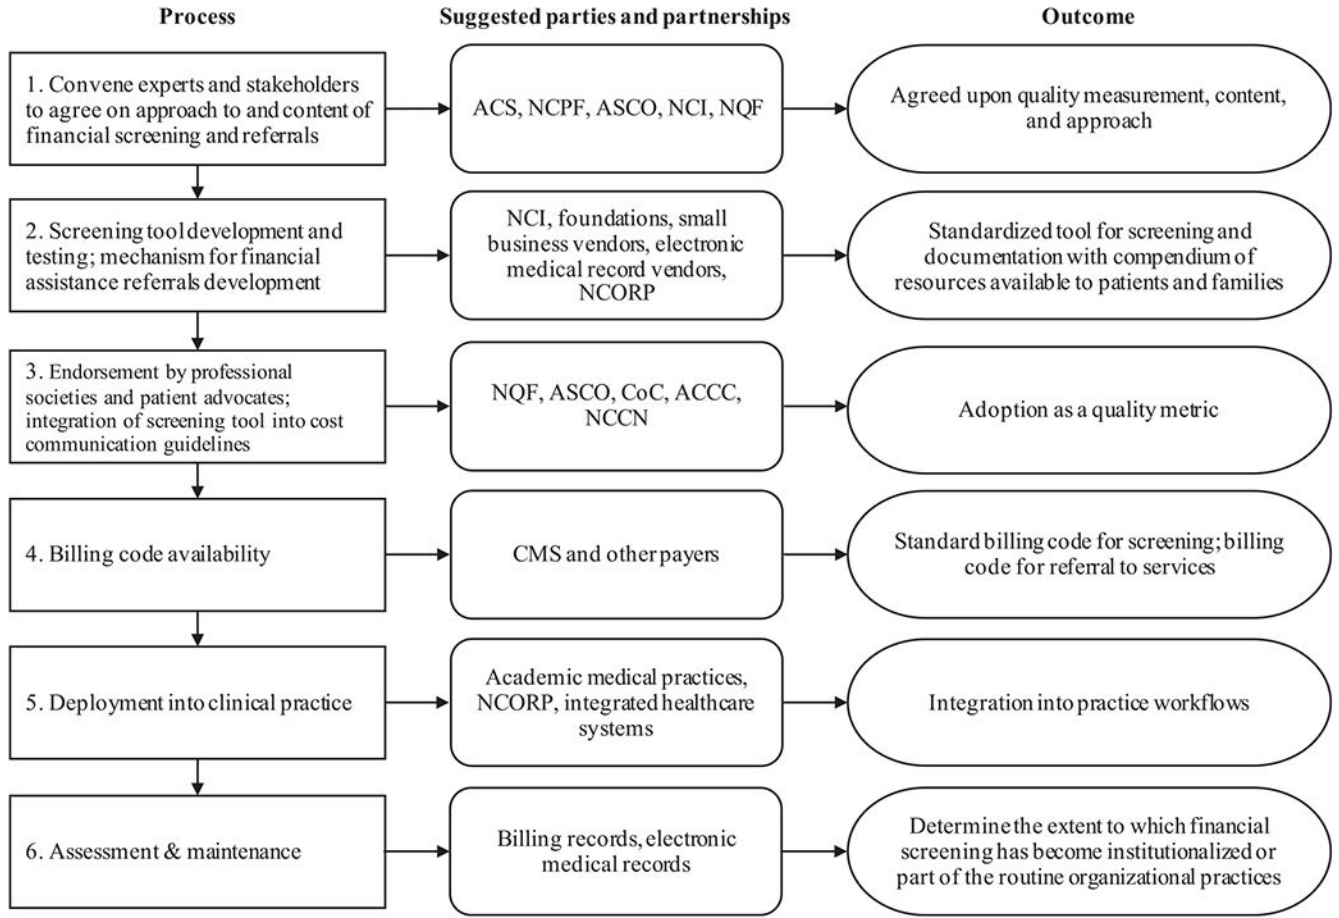 Process
Suggested parties and partnerships
Outcome
1. Convene experts and stakeholders
to agree on approach to and content of
financial screening and referrals
ACS, NCPF, ASCO, NCI, NQF
Agreed upon quality measurement, content,
and approach
2. Screening tool development and
testing; mechanism for financial
assistance referrals development
NCI, foundations, small
business vendors, electronic
medical record vendors,
NCORP
Standardized tool for screening and
documentation with compendium of
resources available to patients and families
3. Endorsement by professional
societies and patient advocates;
integration of screening tool into cost
communication guidelines
NQF, ASCO, CoC, ACCC,
NCCN
Adoption as a quality metric
4. Billing code availability
CMS and other payers
Standard billing code for screening; billing
code for referral to services
5. Deployment into clinical practice
Academic medical practices,
NCORP, integrated healthcare
systems
Integration into practice workflows
6. Assessment & maintenance
Billing records, electronic
medical records
Determine the extent to which financial
screening has become institutionalized or
part of the routine organizational practices